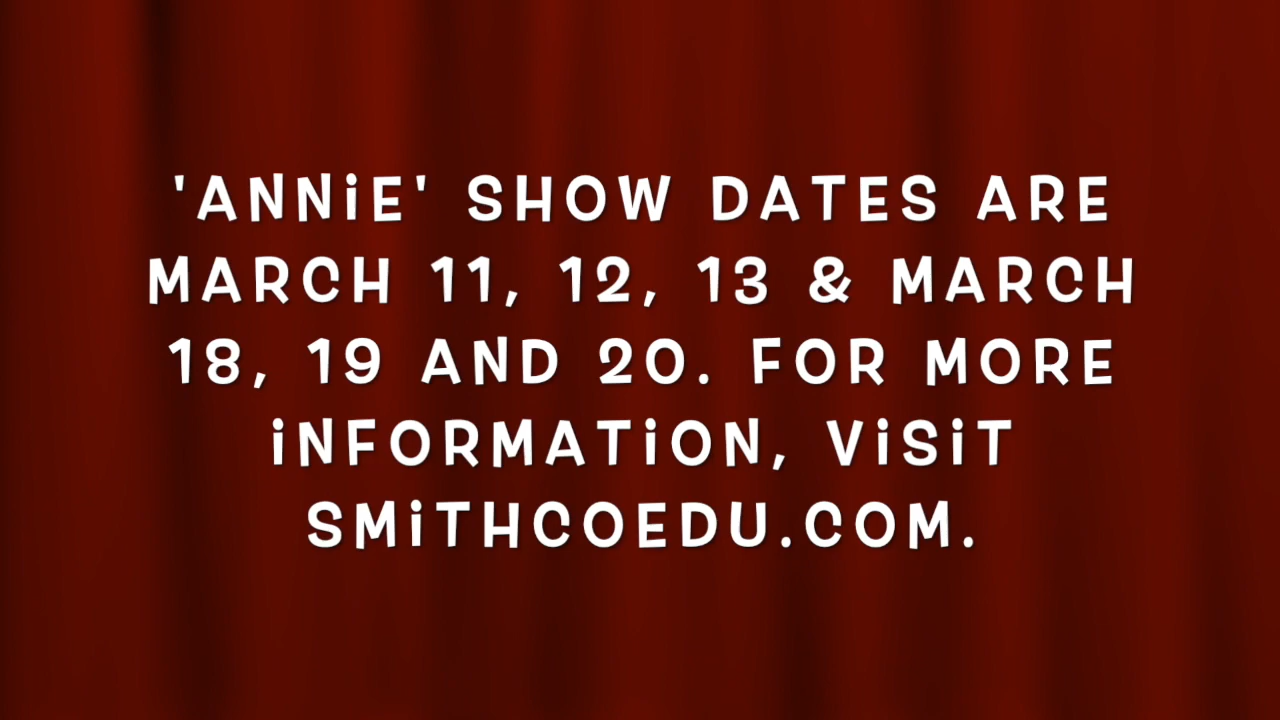 'ANNiE' SHOW DATES ARE
MARCH 11, 12, 13 & MARCH
18, 19 AND 20. FOR MORE
iNFORMATiON, ViSiT
SMiTHCOEDU.COM.